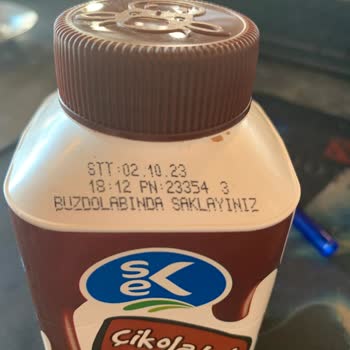 STT:02.10.23
18:12 PN:23354 3
BUZDOLABINDA SAKLAYINIZ
sek